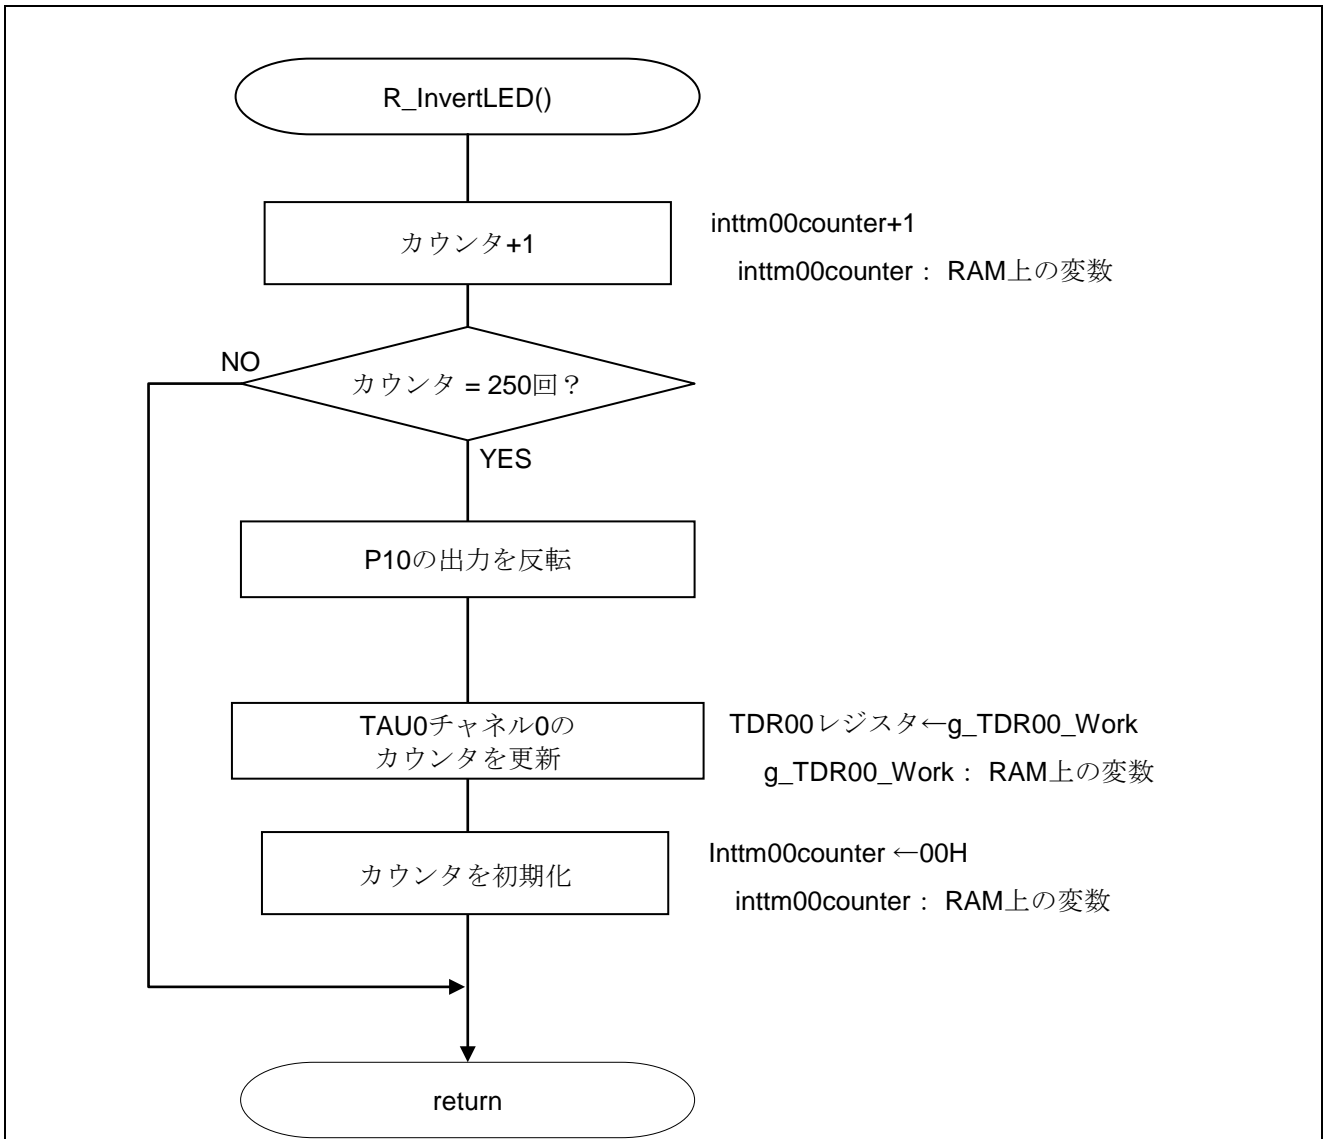 R_InvertLED()
カウンタ+1
inttm00counter+1
inttm00counter： RAM上の変数
NO
カウンタ = 250回？
YES
P10の出力を反転
TAU0チャネル0の
カウンタを更新
TDR00レジスタ←g_TDR00_Work
g_TDR00_Work： RAM上の変数
カウンタを初期化
Inttm00counter ←00H
inttm00counter： RAM上の変数
return